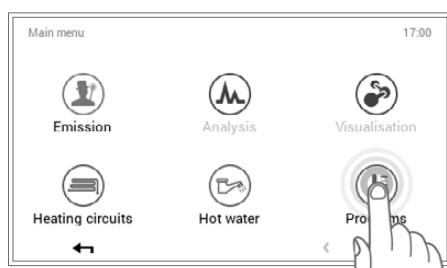 Main menu 17:00
Emission Analysis Visualisation
Heating circuits Hot water